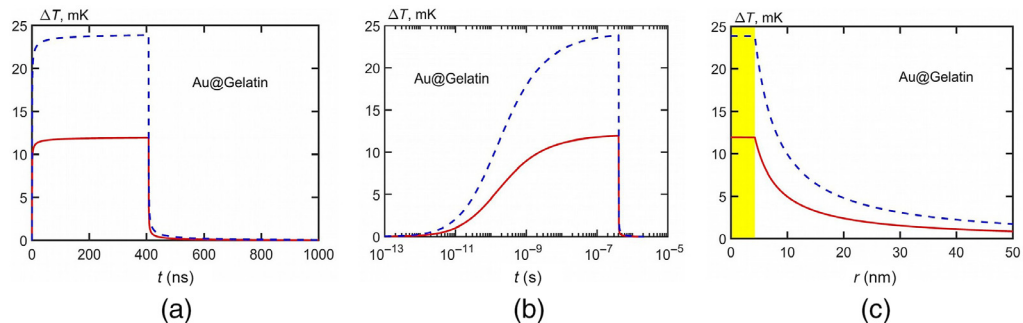 ΔT, mK
25
20
15
10
5
0
0 200 400 600 800 1000
t (ns)
Au@Gelatin
(a)
ΔT, mK
25
20
15
10
5
0
10⁻¹³ 10⁻¹¹ 10⁻⁹ 10⁻⁷ 10⁻⁵
t (s)
Au@Gelatin
(b)
ΔT, mK
25
20
15
10
5
0
0 10 20 30 40 50
r (nm)
Au@Gelatin
(c)